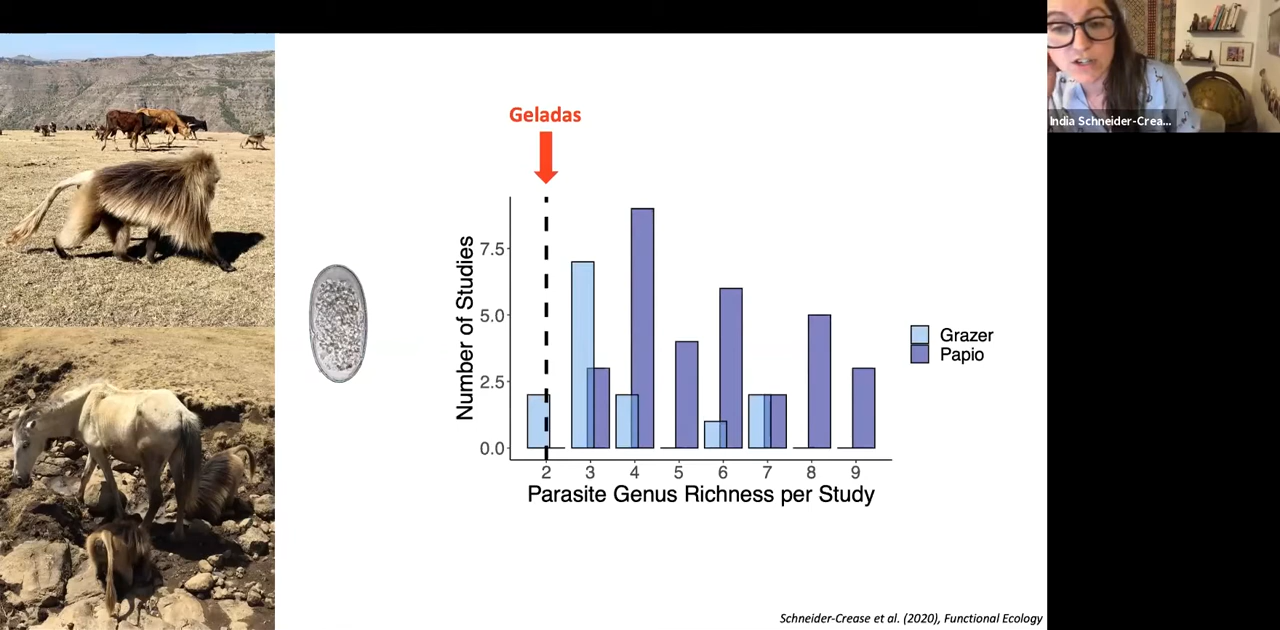 India Schneider-Crea...
Geladas
Number of Studies
7.5
5.0
2.5
0.0
2 3 4 5 6 7 8 9
Parasite Genus Richness per Study
Grazer
Papio
Schneider-Crease et al. (2020), Functional Ecology